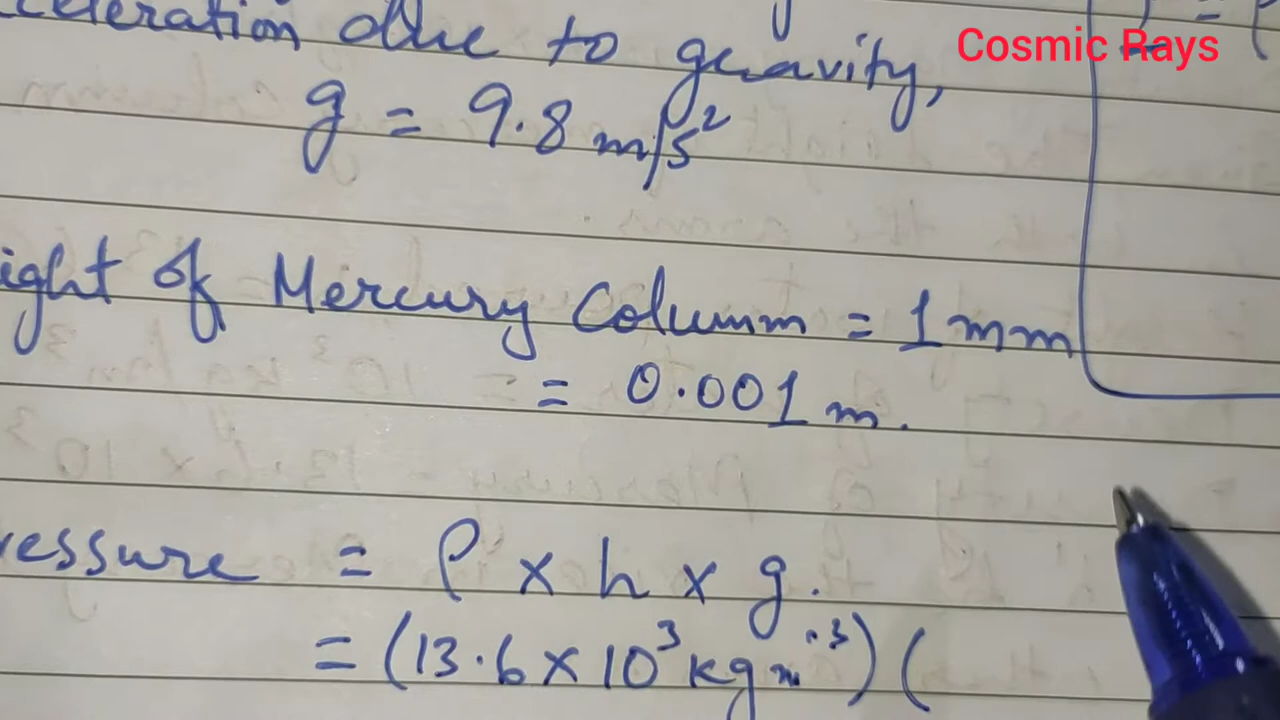 Cosmic Rays
celeration due to gravity,
g = 9.8 m/s²
ight of Mercury Column = 1 mm
= 0.001 m.
ressure = ρ x h x g.
= (13.6 x 10³ kg m⁻³) (